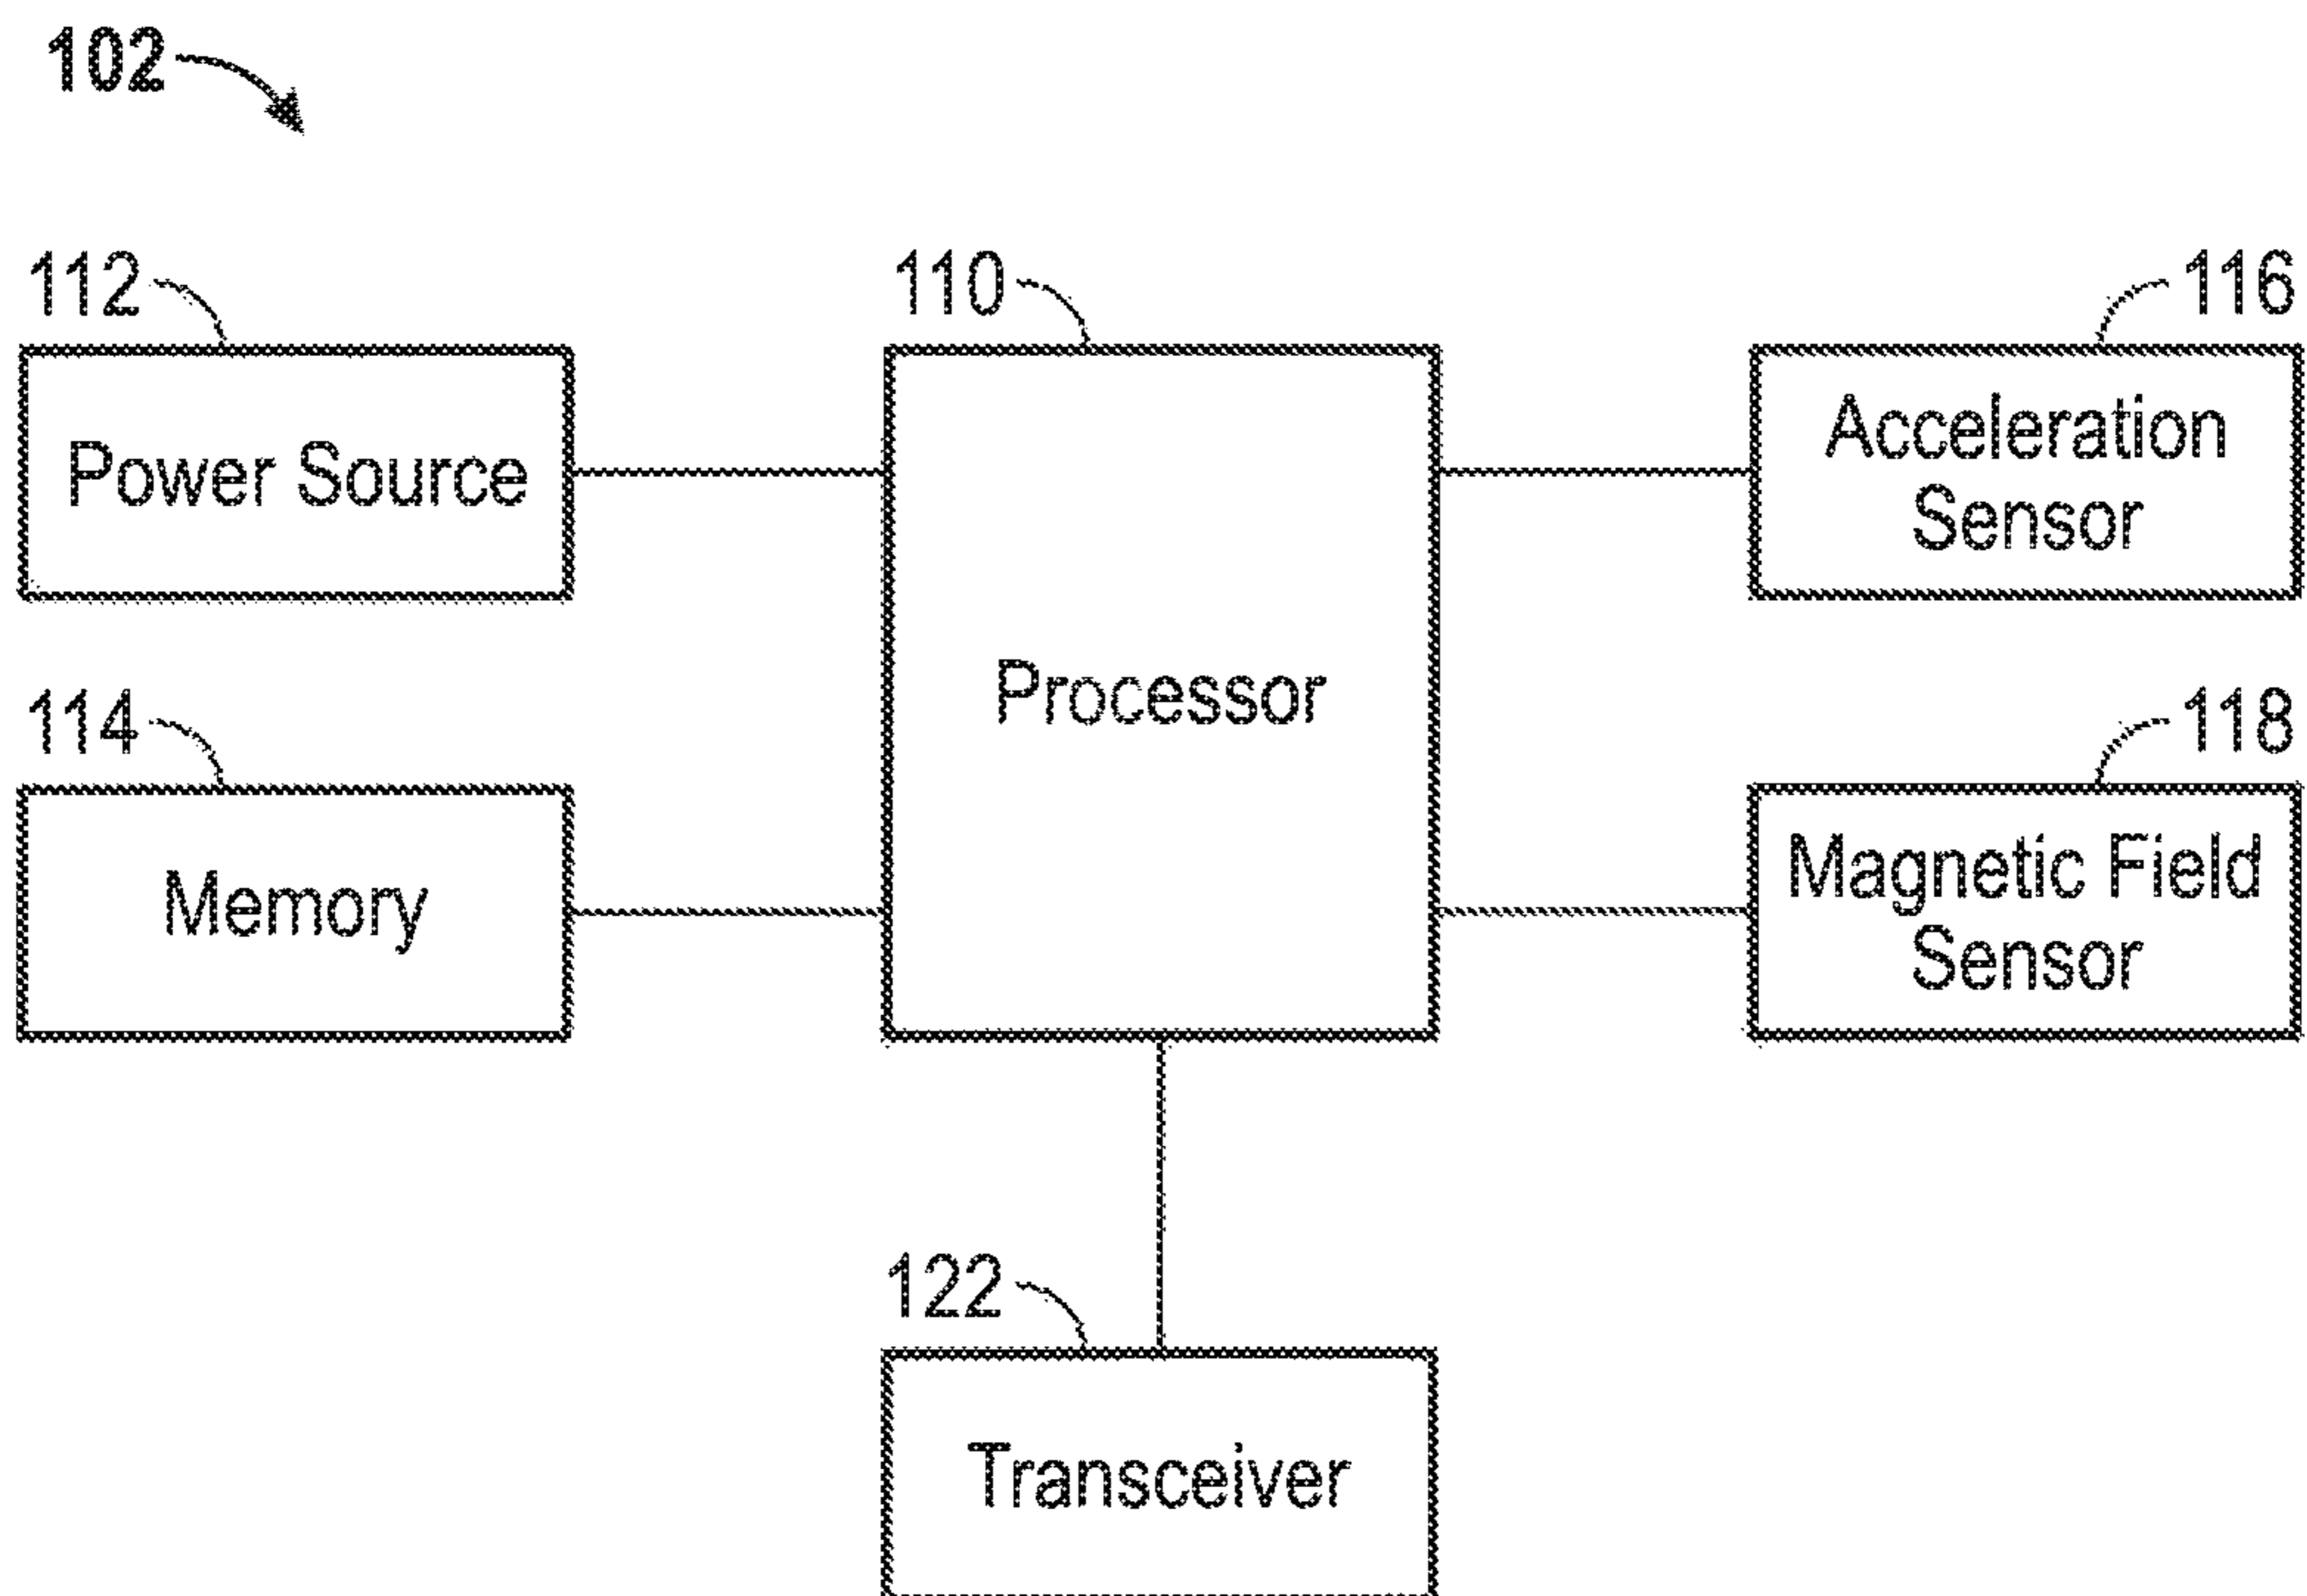 102
112
110
116
Power Source
Processor
Acceleration
Sensor
114
118
Memory
Magnetic Field
Sensor
122
Transceiver